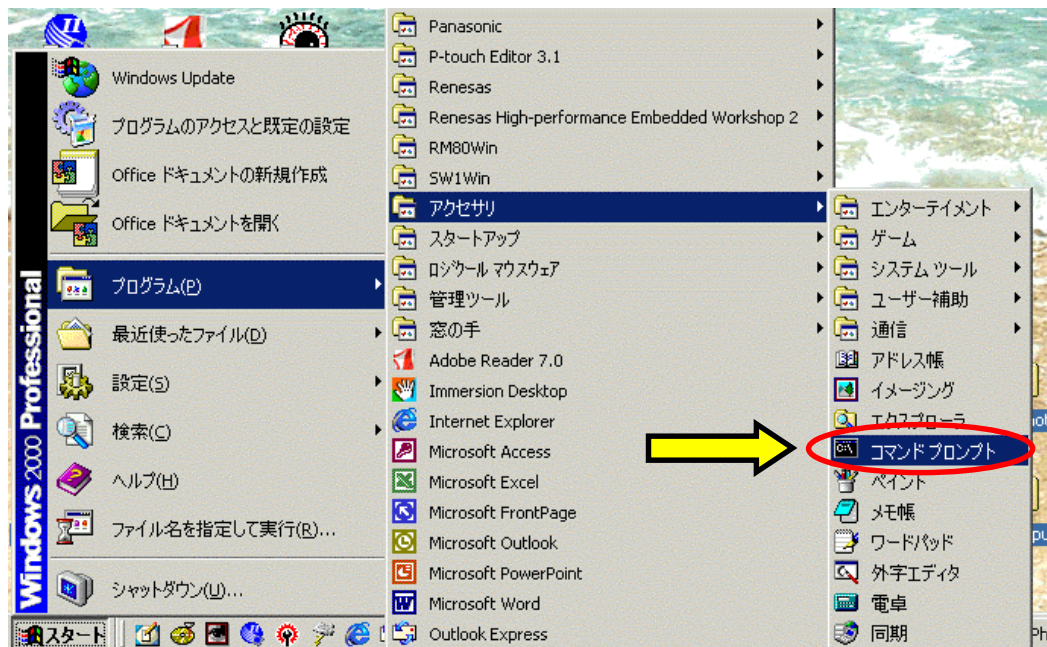 Windows 2000 Professional
Windows Update
プログラムのアクセスと既定の設定
Office ドキュメントの新規作成
Office ドキュメントを開く
プログラム(P)
最近使ったファイル(D)
設定(S)
検索(C)
ヘルプ(H)
ファイル名を指定して実行(R)...
シャットダウン(U)...
スタート
Panasonic
P-touch Editor 3.1
Renesas
Renesas High-performance Embedded Workshop 2
RM80Win
SW1Win
アクセサリ
スタートアップ
ロジクール マウスウェア
管理ツール
窓の手
Adobe Reader 7.0
Immersion Desktop
Internet Explorer
Microsoft Access
Microsoft Excel
Microsoft FrontPage
Microsoft Outlook
Microsoft PowerPoint
Microsoft Word
Outlook Express
エンターテイメント
ゲーム
システム ツール
ユーザー補助
通信
アドレス帳
イメージング
エクスプローラ
コマンド プロンプト
ペイント
メモ帳
ワードパッド
外字エディタ
電卓
同期